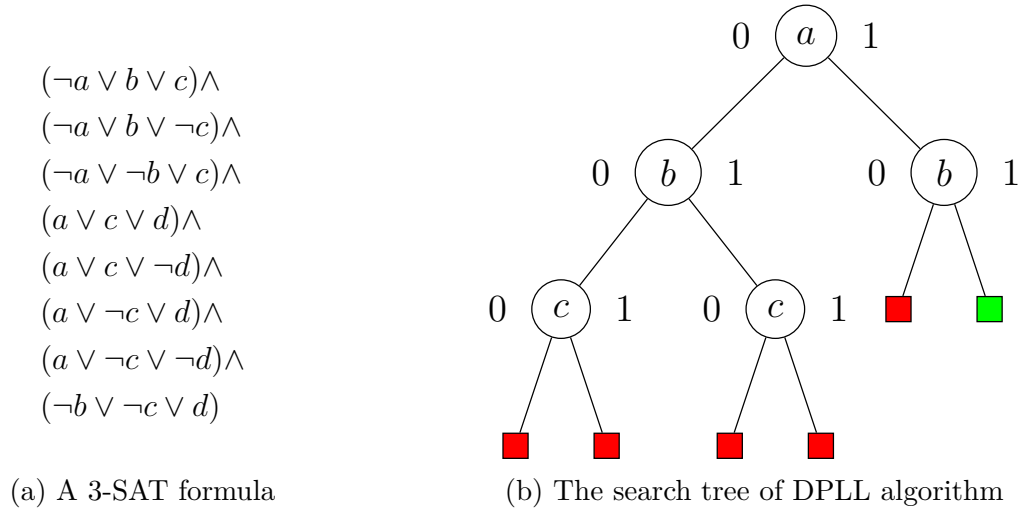 (¬a ∨ b ∨ c)∧
(¬a ∨ b ∨ ¬c)∧
(¬a ∨ ¬b ∨ c)∧
(a ∨ c ∨ d)∧
(a ∨ c ∨ ¬d)∧
(a ∨ ¬c ∨ d)∧
(a ∨ ¬c ∨ ¬d)∧
(¬b ∨ ¬c ∨ d)
(a) A 3-SAT formula
0 a 1
0 b 1 0 b 1
0 c 1 0 c 1
(b) The search tree of DPLL algorithm